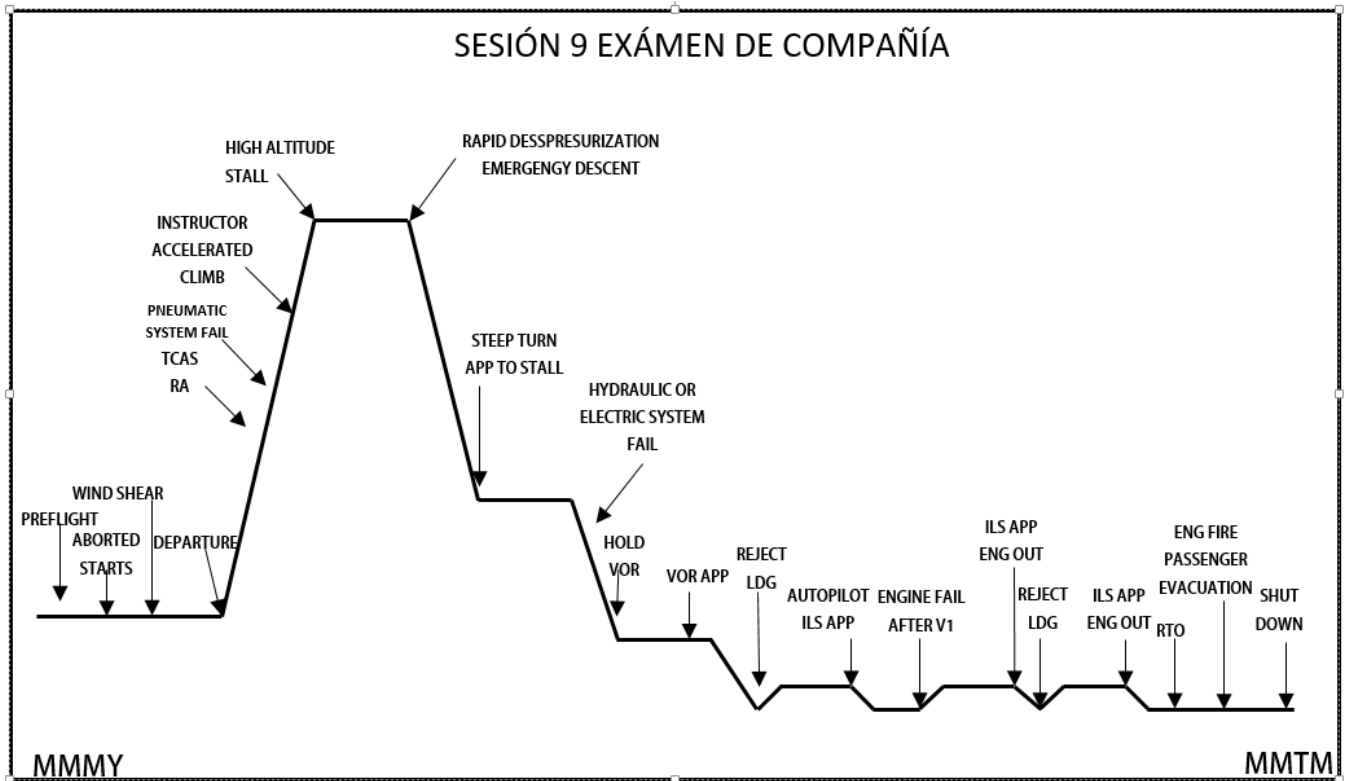 SESIÓN 9 EXÁMEN DE COMPAÑÍA
HIGH ALTITUDE
STALL
RAPID DESSPRESURIZATION
EMERGENGY DESCENT
INSTRUCTOR
ACCELERATED
CLIMB
PNEUMATIC
SYSTEM FAIL
TCAS
RA
STEEP TURN
APP TO STALL
HYDRAULIC OR
ELECTRIC SYSTEM
FAIL
PREFLIGHT
ABORTED
STARTS
WIND SHEAR
DEPARTURE
HOLD
VOR
VOR APP
REJECT
LDG
AUTOPILOT
ILS APP
ENGINE FAIL
AFTER V1
ILS APP
ENG OUT
REJECT
LDG
ILS APP
ENG OUT
RTO
ENG FIRE
PASSENGER
EVACUATION
SHUT
DOWN
MMMY
MMTM